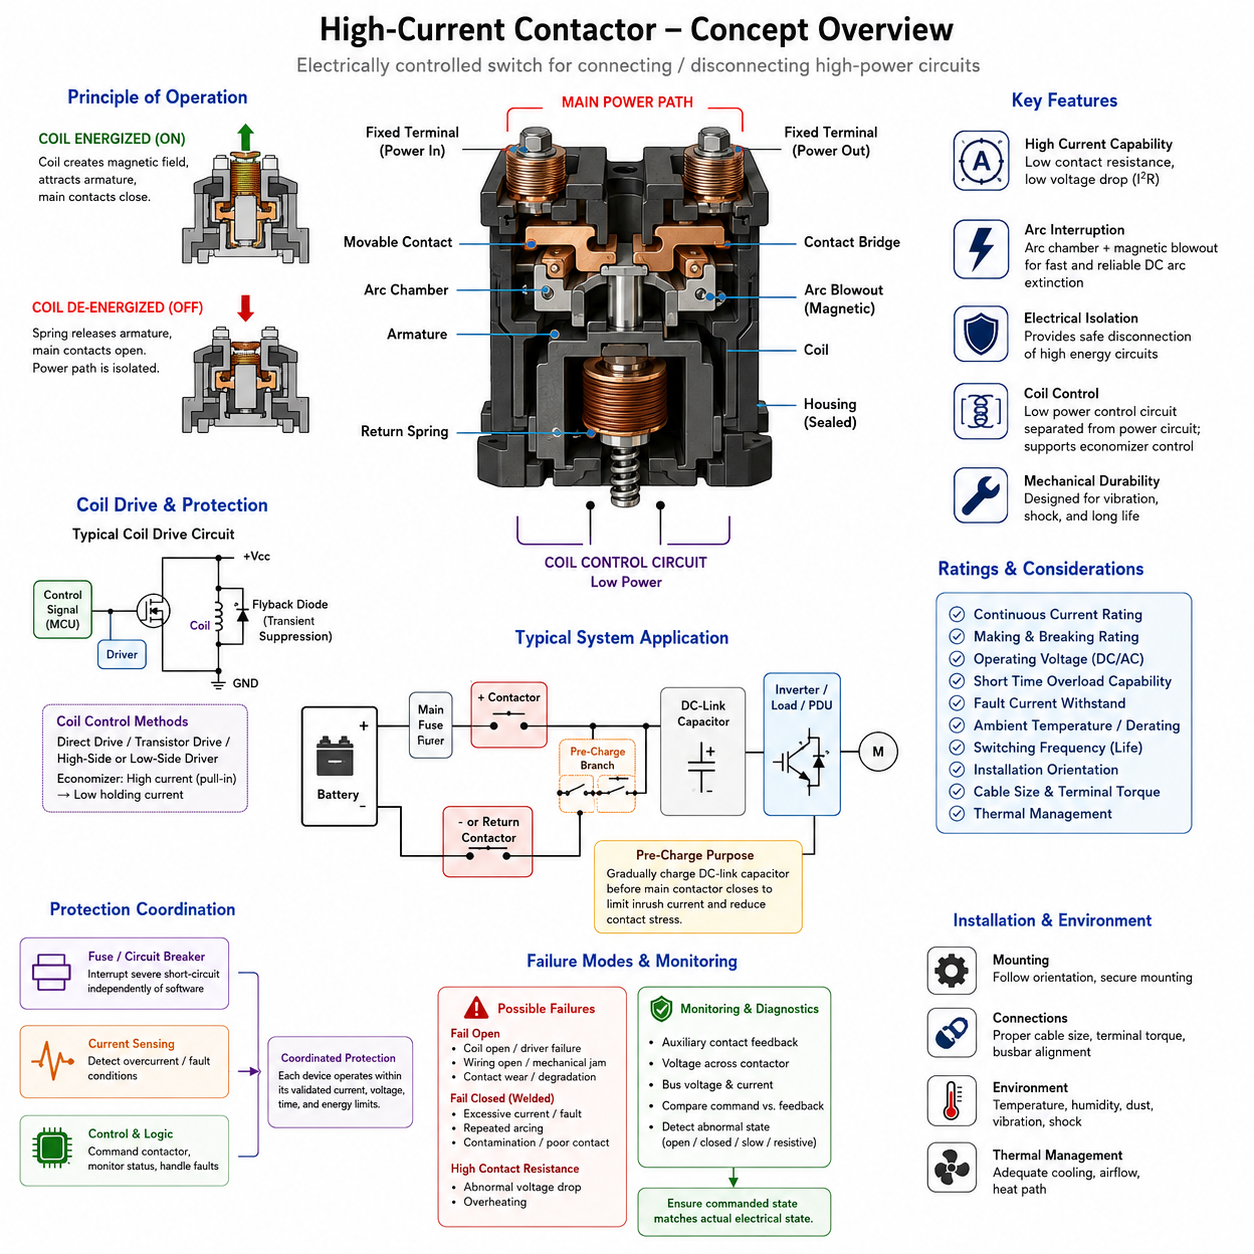 High-Current Contactor – Concept Overview
Electrically controlled switch for connecting / disconnecting high-power circuits
Principle of Operation
COIL ENERGIZED (ON)
Coil creates magnetic field,
attracts armature,
main contacts close.
COIL DE-ENERGIZED (OFF)
Spring releases armature,
main contacts open.
Power path is isolated.
MAIN POWER PATH
Fixed Terminal
(Power In)
Fixed Terminal
(Power Out)
Movable Contact
Contact Bridge
Arc Chamber
Arc Blowout
(Magnetic)
Armature
Coil
Housing
(Sealed)
Return Spring
COIL CONTROL CIRCUIT
Low Power
Key Features
A
High Current Capability
Low contact resistance,
low voltage drop (I²R)
Arc Interruption
Arc chamber + magnetic blowout
for fast and reliable DC arc
extinction
Electrical Isolation
Provides safe disconnection
of high energy circuits
Coil Control
Low power control circuit
separated from power circuit;
supports economizer control
Mechanical Durability
Designed for vibration,
shock, and long life
Coil Drive & Protection
Typical Coil Drive Circuit
+Vcc
Control
Signal
(MCU)
Driver
Coil
Flyback Diode
(Transient
Suppression)
GND
Coil Control Methods
Direct Drive / Transistor Drive /
High-Side or Low-Side Driver
Economizer: High current (pull-in)
→ Low holding current
Typical System Application
+
Battery
−
Main
Fuse
+ Contactor
- or Return
Contactor
Pre-Charge
Branch
DC-Link
Capacitor
+
-
Inverter /
Load / PDU
M
Pre-Charge Purpose
Gradually charge DC-link capacitor
before main contactor closes to
limit inrush current and reduce
contact stress.
Ratings & Considerations
Continuous Current Rating
Making & Breaking Rating
Operating Voltage (DC/AC)
Short Time Overload Capability
Fault Current Withstand
Ambient Temperature / Derating
Switching Frequency (Life)
Installation Orientation
Cable Size & Terminal Torque
Thermal Management
Protection Coordination
Fuse / Circuit Breaker
Interrupt severe short-circuit
independently of software
Current Sensing
Detect overcurrent / fault
conditions
Control & Logic
Command contactor,
monitor status, handle faults
Coordinated Protection
Each device operates within
its validated current, voltage,
time, and energy limits.
Failure Modes & Monitoring
Possible Failures
Fail Open
• Coil open / driver failure
• Wiring open / mechanical jam
• Contact wear / degradation
Fail Closed (Welded)
• Excessive current / fault
• Repeated arcing
• Contamination / poor contact
High Contact Resistance
• Abnormal voltage drop
• Overheating
Monitoring & Diagnostics
• Auxiliary contact feedback
• Voltage across contactor
• Bus voltage & current
• Compare command vs. feedback
• Detect abnormal state
(open / closed / slow / resistive)
Ensure commanded state
matches actual electrical state.
Installation & Environment
Mounting
Follow orientation, secure mounting
Connections
Proper cable size, terminal torque,
busbar alignment
Environment
Temperature, humidity, dust,
vibration, shock
Thermal Management
Adequate cooling, airflow,
heat path